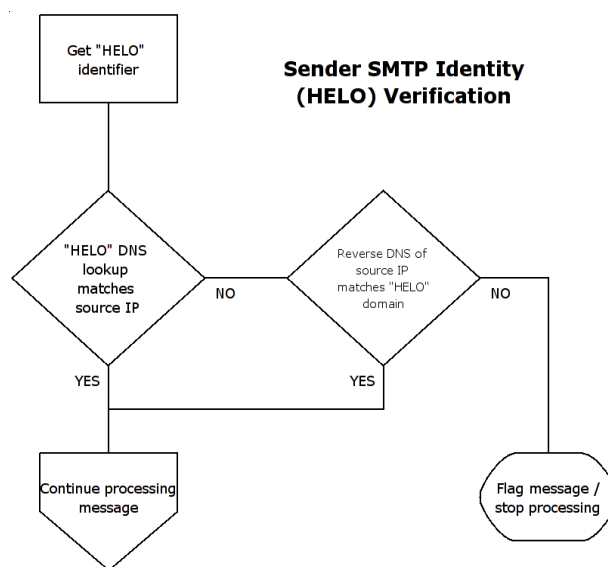 Get "HELO"
identifier
Sender SMTP Identity
(HELO) Verification
"HELO" DNS
lookup
matches
source IP
NO
Reverse DNS of
source IP
matches "HELO"
domain
NO
YES
YES
Continue processing
message
Flag message /
stop processing